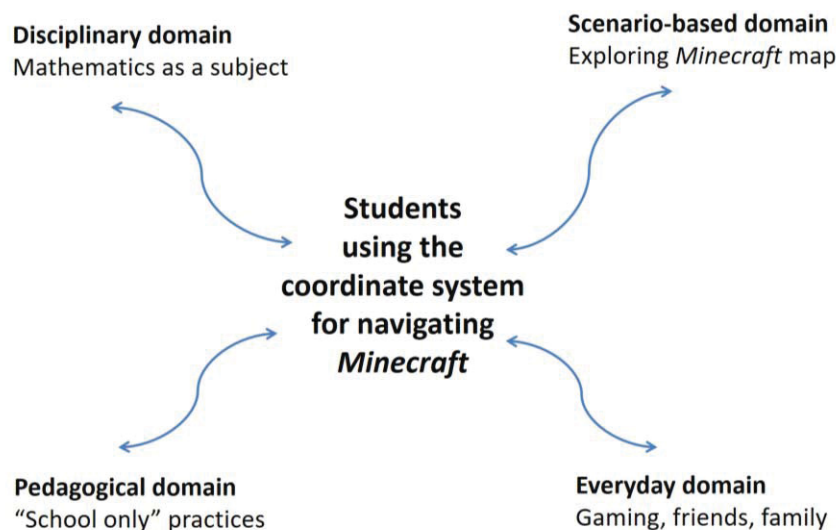 Disciplinary domain
Mathematics as a subject
Scenario-based domain
Exploring Minecraft map
Students
using the
coordinate system
for navigating
Minecraft
Pedagogical domain
“School only” practices
Everyday domain
Gaming, friends, family